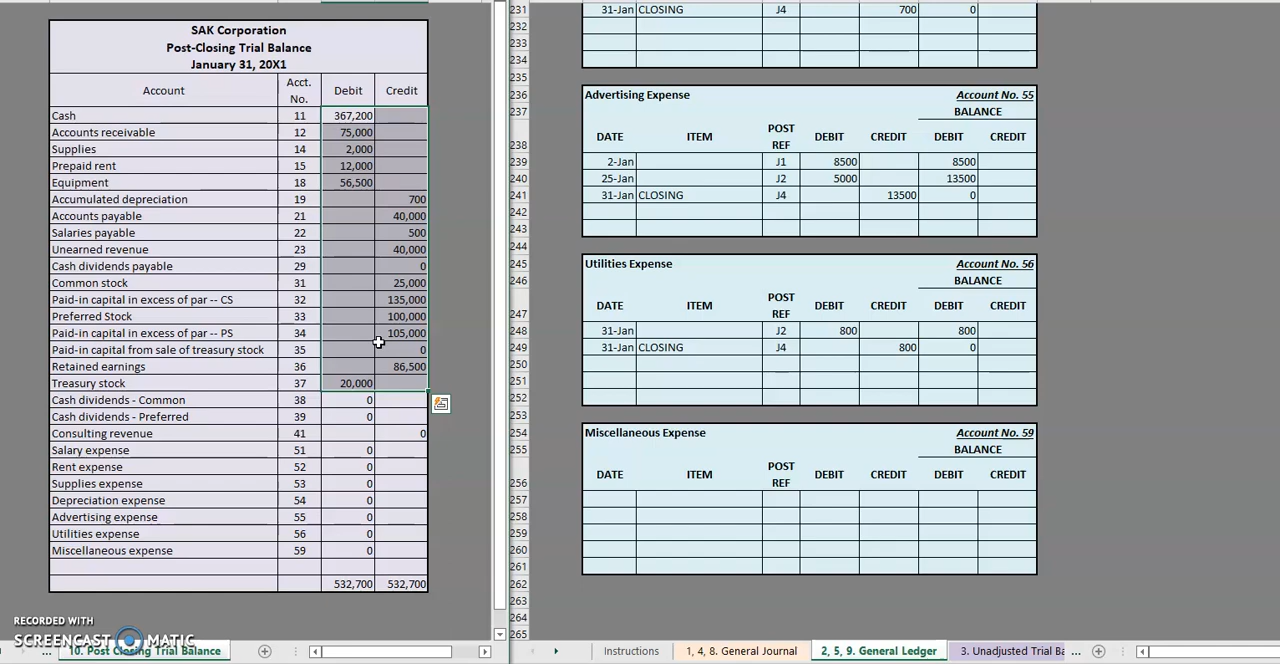 SAK Corporation
Post-Closing Trial Balance
January 31, 20X1
Account Acct. No. Debit Credit
Cash 11 367,200
Accounts receivable 12 75,000
Supplies 14 2,000
Prepaid rent 15 12,000
Equipment 18 56,500
Accumulated depreciation 19 700
Accounts payable 21 40,000
Salaries payable 22 500
Unearned revenue 23 40,000
Cash dividends payable 29 0
Common stock 31 25,000
Paid-in capital in excess of par -- CS 32 135,000
Preferred Stock 33 100,000
Paid-in capital in excess of par -- PS 34 105,000
Paid-in capital from sale of treasury stock 35 0
Retained earnings 36 86,500
Treasury stock 37 20,000
Cash dividends - Common 38 0
Cash dividends - Preferred 39 0
Consulting revenue 41 0
Salary expense 51 0
Rent expense 52 0
Supplies expense 53 0
Depreciation expense 54 0
Advertising expense 55 0
Utilities expense 56 0
Miscellaneous expense 59 0
532,700 532,700
RECORDED WITH
SCREENCAST MATIC
... 10. Post Closing Trial Balance
231 31-Jan CLOSING J4 700 0
232
233
234
235
236 Advertising Expense Account No. 55
237 BALANCE
238 DATE ITEM POST REF DEBIT CREDIT DEBIT CREDIT
239 2-Jan J1 8500 8500
240 25-Jan J2 5000 13500
241 31-Jan CLOSING J4 13500 0
242
243
244
245 Utilities Expense Account No. 56
246 BALANCE
247 DATE ITEM POST REF DEBIT CREDIT DEBIT CREDIT
248 31-Jan J2 800 800
249 31-Jan CLOSING J4 800 0
250
251
252
253
254 Miscellaneous Expense Account No. 59
255 BALANCE
256 DATE ITEM POST REF DEBIT CREDIT DEBIT CREDIT
257
258
259
260
261
262
263
264
265
Instructions 1, 4, 8. General Journal 2, 5, 9. General Ledger 3. Unadjusted Trial Ba ...